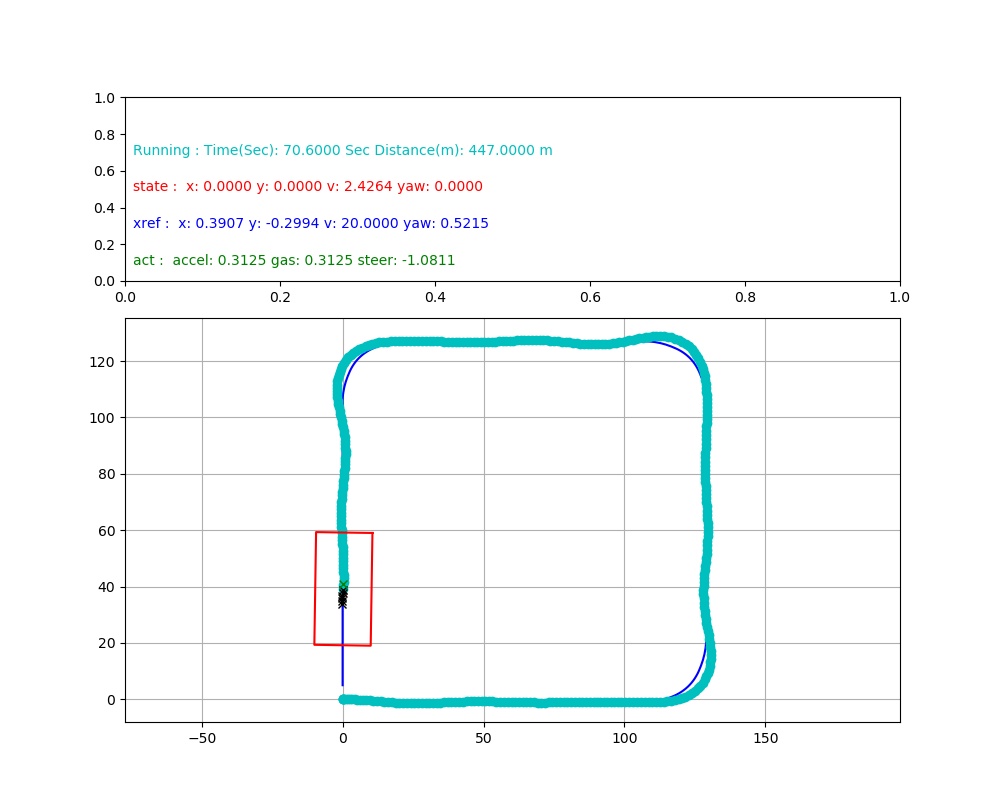 1.0
0.8
Running : Time(Sec): 70.6000 Sec Distance(m): 447.0000 m
0.6
state :  x: 0.0000 y: 0.0000 v: 2.4264 yaw: 0.0000
0.4
xref :  x: 0.3907 y: -0.2994 v: 20.0000 yaw: 0.5215
0.2
act :  accel: 0.3125 gas: 0.3125 steer: -1.0811
0.0
0.0 0.2 0.4 0.6 0.8 1.0
120
100
80
60
40
20
0
−50 0 50 100 150